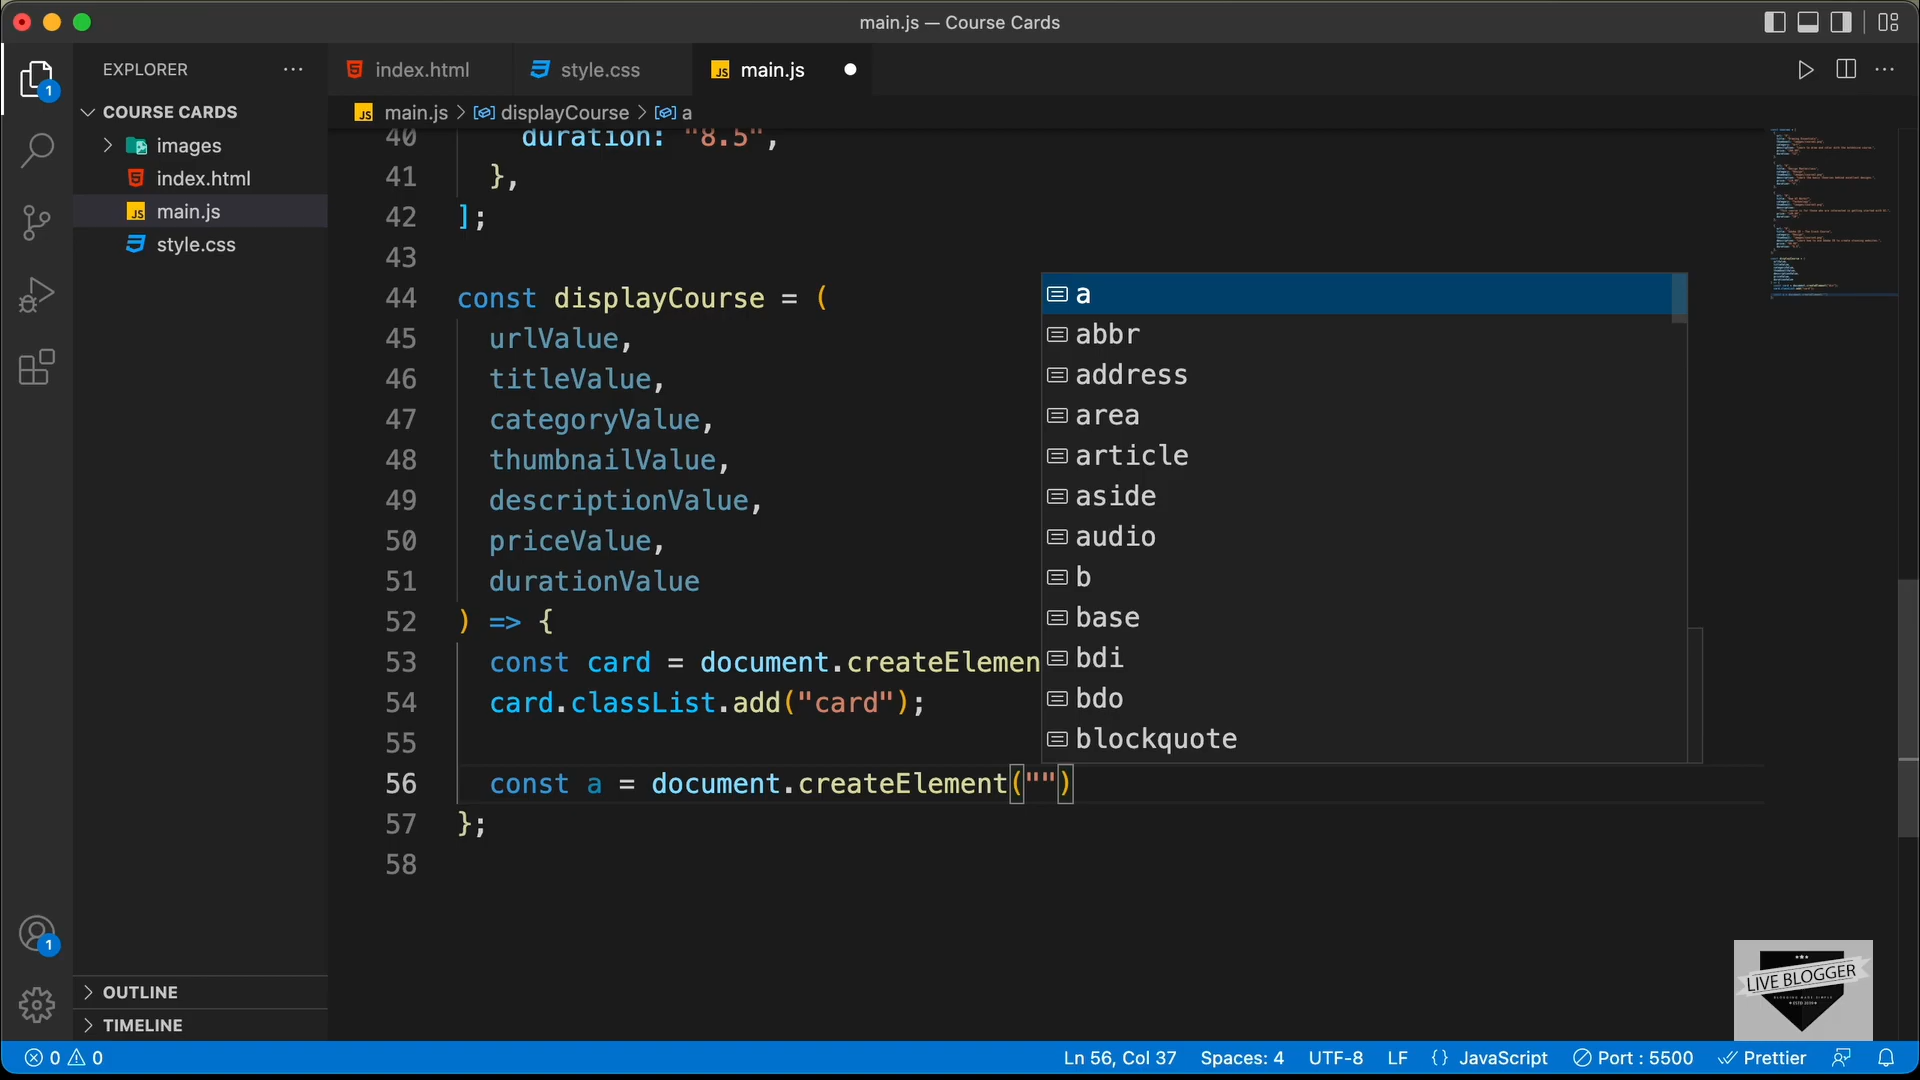 main.js — Course Cards
EXPLORER
index.html
style.css
main.js
1
COURSE CARDS
main.js > displayCourse > a
images
index.html
main.js
style.css
40 duration: "8.5",
41 },
42 ];
43
44 const displayCourse = (
45 urlValue,
46 titleValue,
47 categoryValue,
48 thumbnailValue,
49 descriptionValue,
50 priceValue,
51 durationValue
52 ) => {
53 const card = document.createElemen
54 card.classList.add("card");
55
56 const a = document.createElement("")
57 };
58
a
abbr
address
area
article
aside
audio
b
base
bdi
bdo
blockquote
1
OUTLINE
TIMELINE
LIVE BLOGGER
0 0
Ln 56, Col 37 Spaces: 4 UTF-8 LF {} JavaScript Port : 5500 Prettier